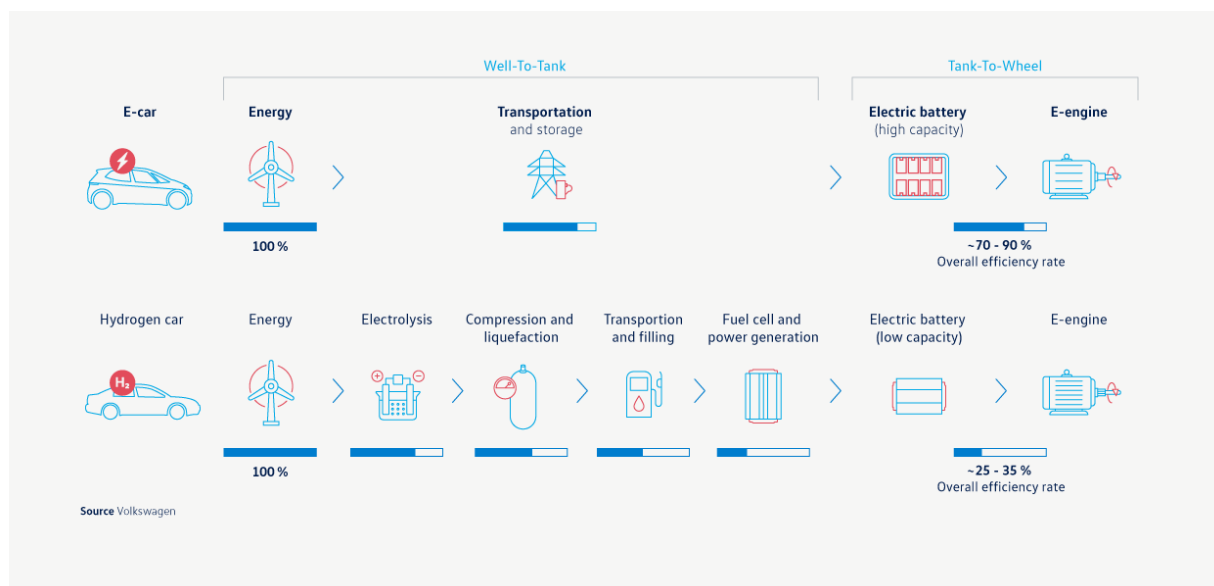 Well-To-Tank
Tank-To-Wheel
E-car
Energy
Transportation
and storage
Electric battery
(high capacity)
E-engine
100 %
~70 - 90 %
Overall efficiency rate
Hydrogen car
Energy
Electrolysis
Compression and
liquefaction
Transportion
and filling
Fuel cell and
power generation
Electric battery
(low capacity)
E-engine
H₂
100 %
~25 - 35 %
Overall efficiency rate
Source Volkswagen